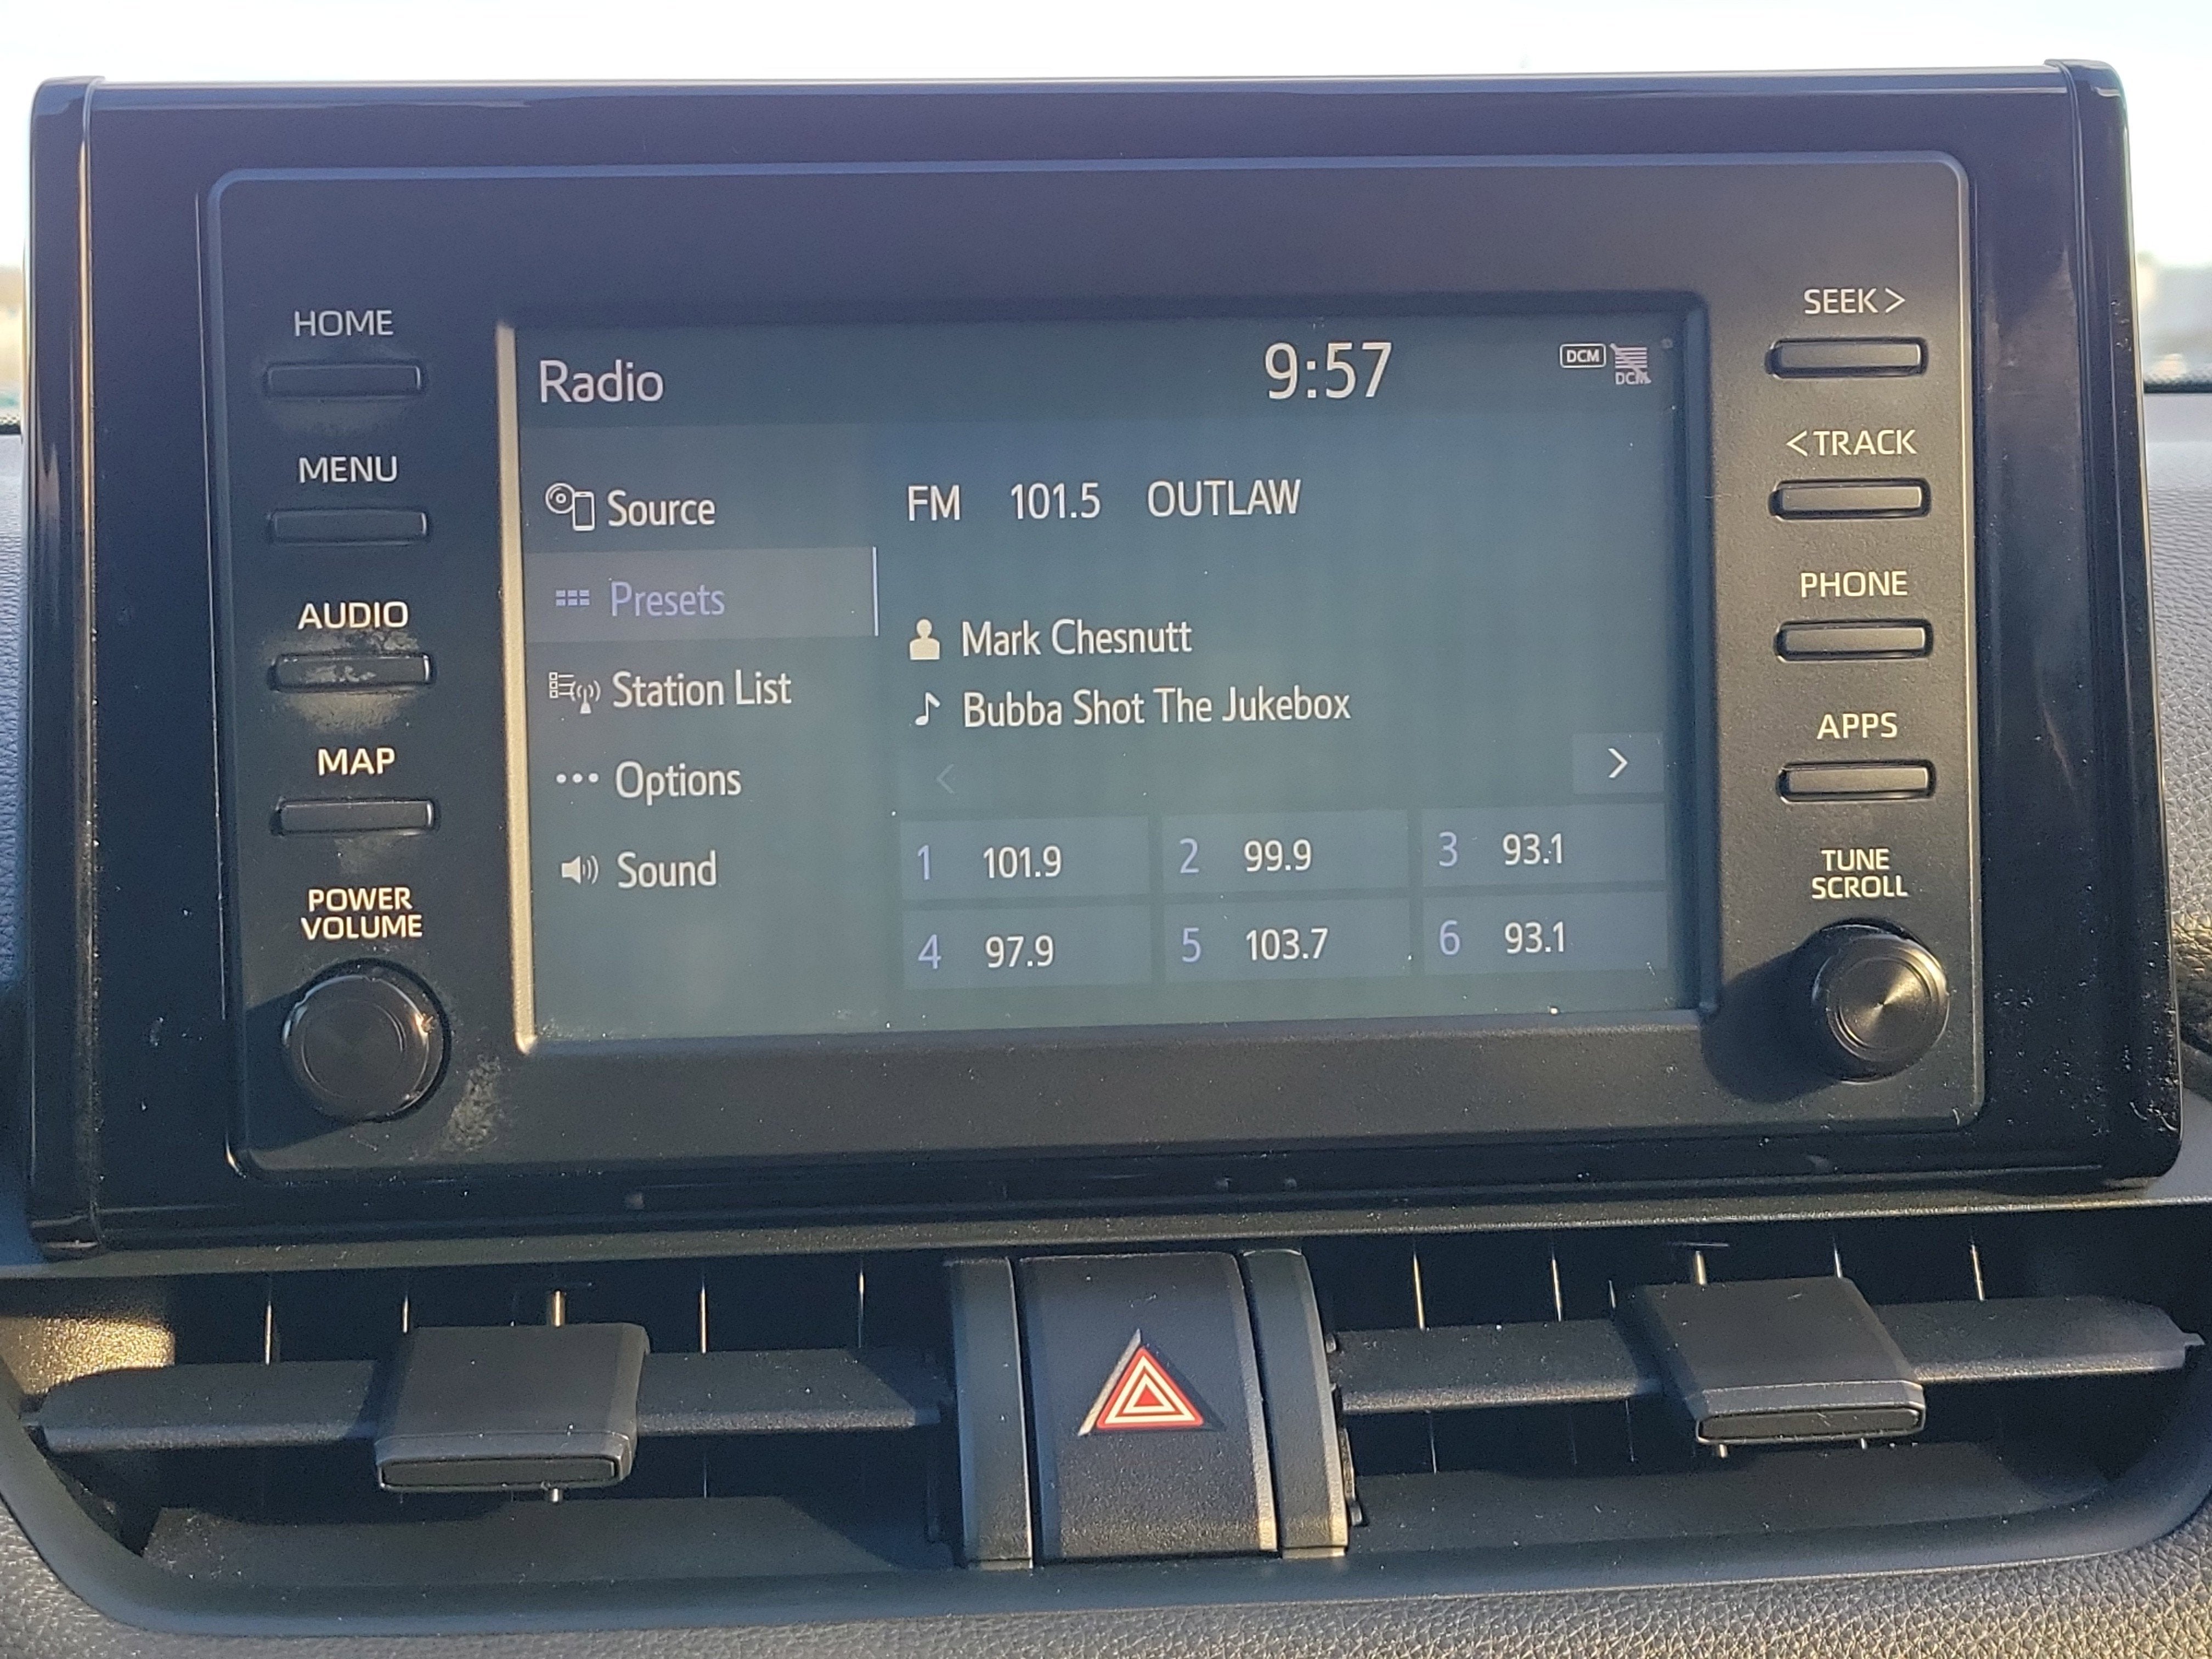 HOME
MENU
AUDIO
MAP
POWER
VOLUME
Radio
9:57
DCM
DCM
Source
Presets
Station List
Options
Sound
FM 101.5 OUTLAW
Mark Chesnutt
Bubba Shot The Jukebox
1 101.9 2 99.9 3 93.1
4 97.9 5 103.7 6 93.1
SEEK >
< TRACK
PHONE
APPS
TUNE
SCROLL